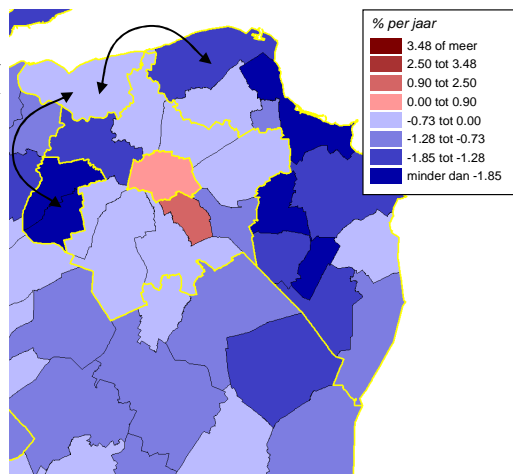 % per jaar
3.48 of meer
2.50 tot 3.48
0.90 tot 2.50
0.00 tot 0.90
-0.73 tot 0.00
-1.28 tot -0.73
-1.85 tot -1.28
minder dan -1.85